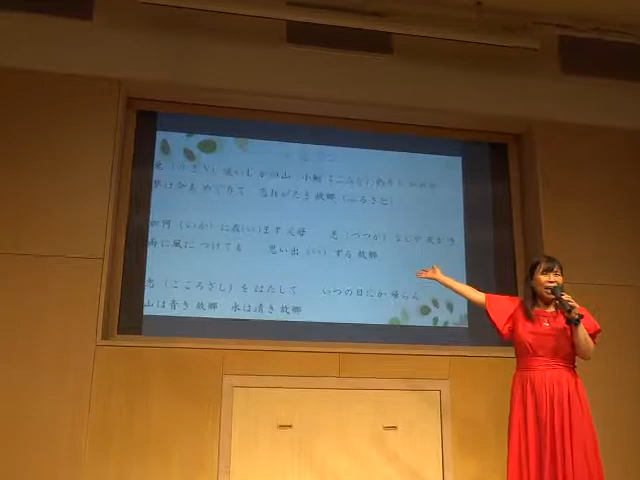 兎（うさぎ）追いしかの山　小鮒（こぶな）釣りしかの川
夢は今も めぐりて　忘れがたき 故郷（ふるさと）
如何（いか）に在（い）ます 父母　恙（つつが）なしや 友がき
雨に風に つけても　思い出（い）ずる 故郷
志（こころざし）を はたして　いつの日にか 帰らん
山は青き 故郷　水は清き 故郷